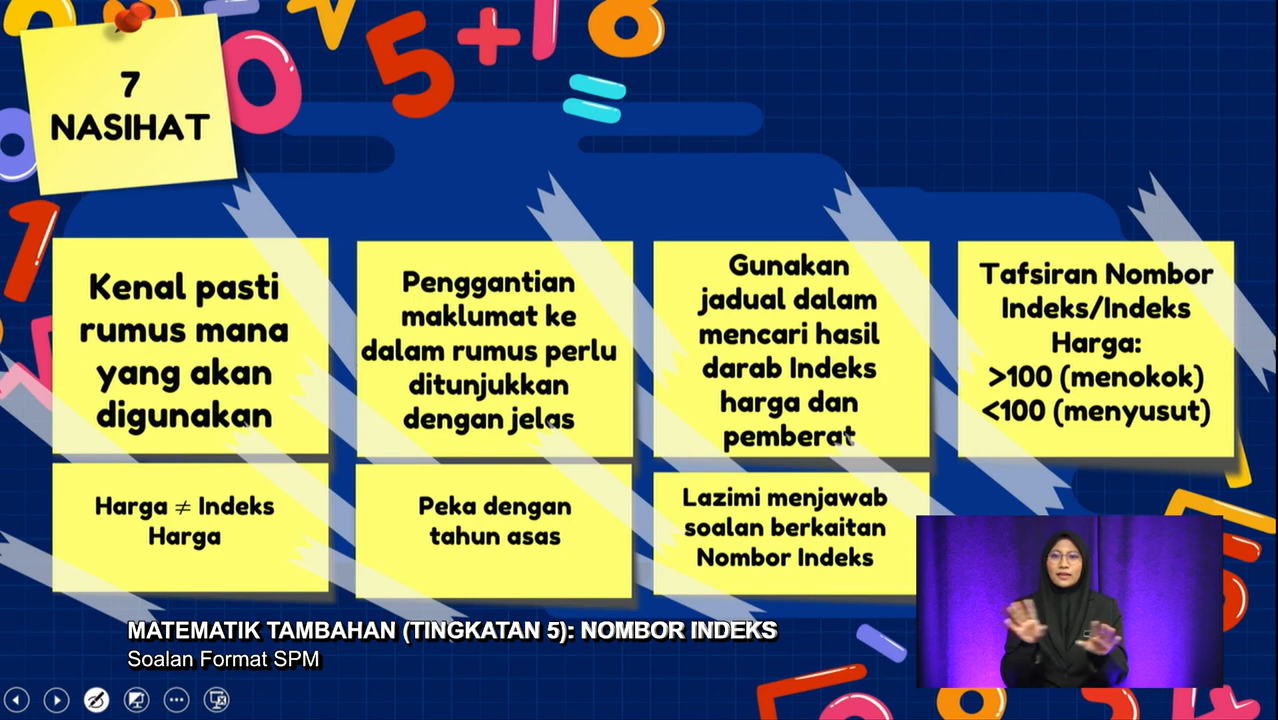 7
NASIHAT
Kenal pasti
rumus mana
yang akan
digunakan
Penggantian
maklumat ke
dalam rumus perlu
ditunjukkan
dengan jelas
Gunakan
jadual dalam
mencari hasil
darab Indeks
harga dan
pemberat
Tafsiran Nombor
Indeks/Indeks
Harga:
>100 (menokok)
<100 (menyusut)
Harga ≠ Indeks
Harga
Peka dengan
tahun asas
Lazimi menjawab
soalan berkaitan
Nombor Indeks
MATEMATIK TAMBAHAN (TINGKATAN 5): NOMBOR INDEKS
Soalan Format SPM